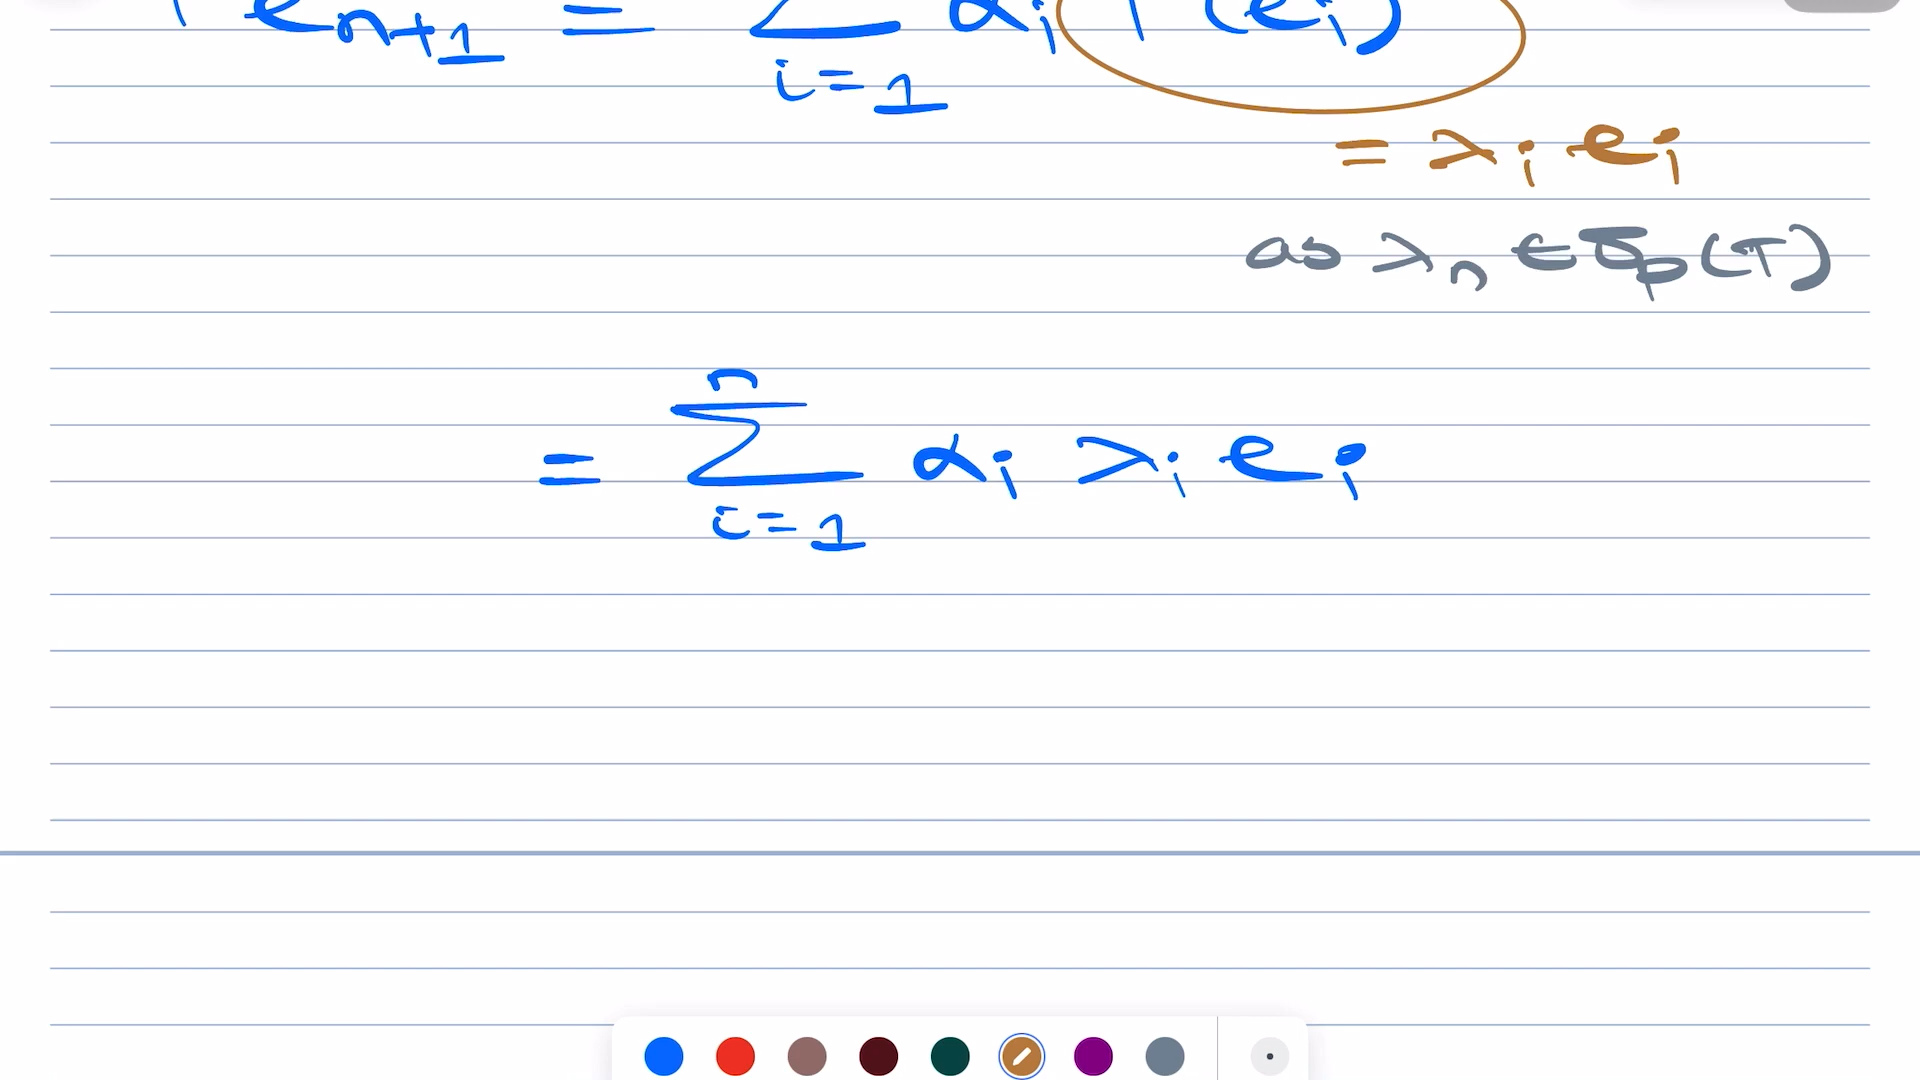 T e_{n+1} = Σ_{i=1} α_i T(e_i)
= λ_i e_i
as λ_n ∈ σ_p(T)
= Σ_{i=1}^{n} α_i λ_i e_i